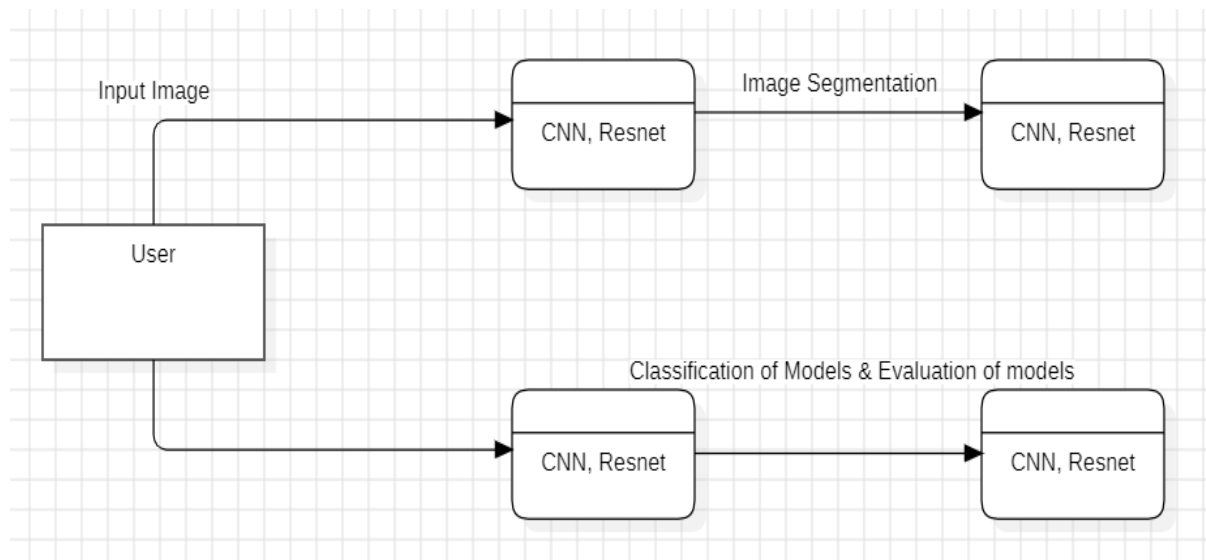 Input Image
CNN, Resnet
Image Segmentation
CNN, Resnet
User
CNN, Resnet
Classification of Models & Evaluation of models
CNN, Resnet